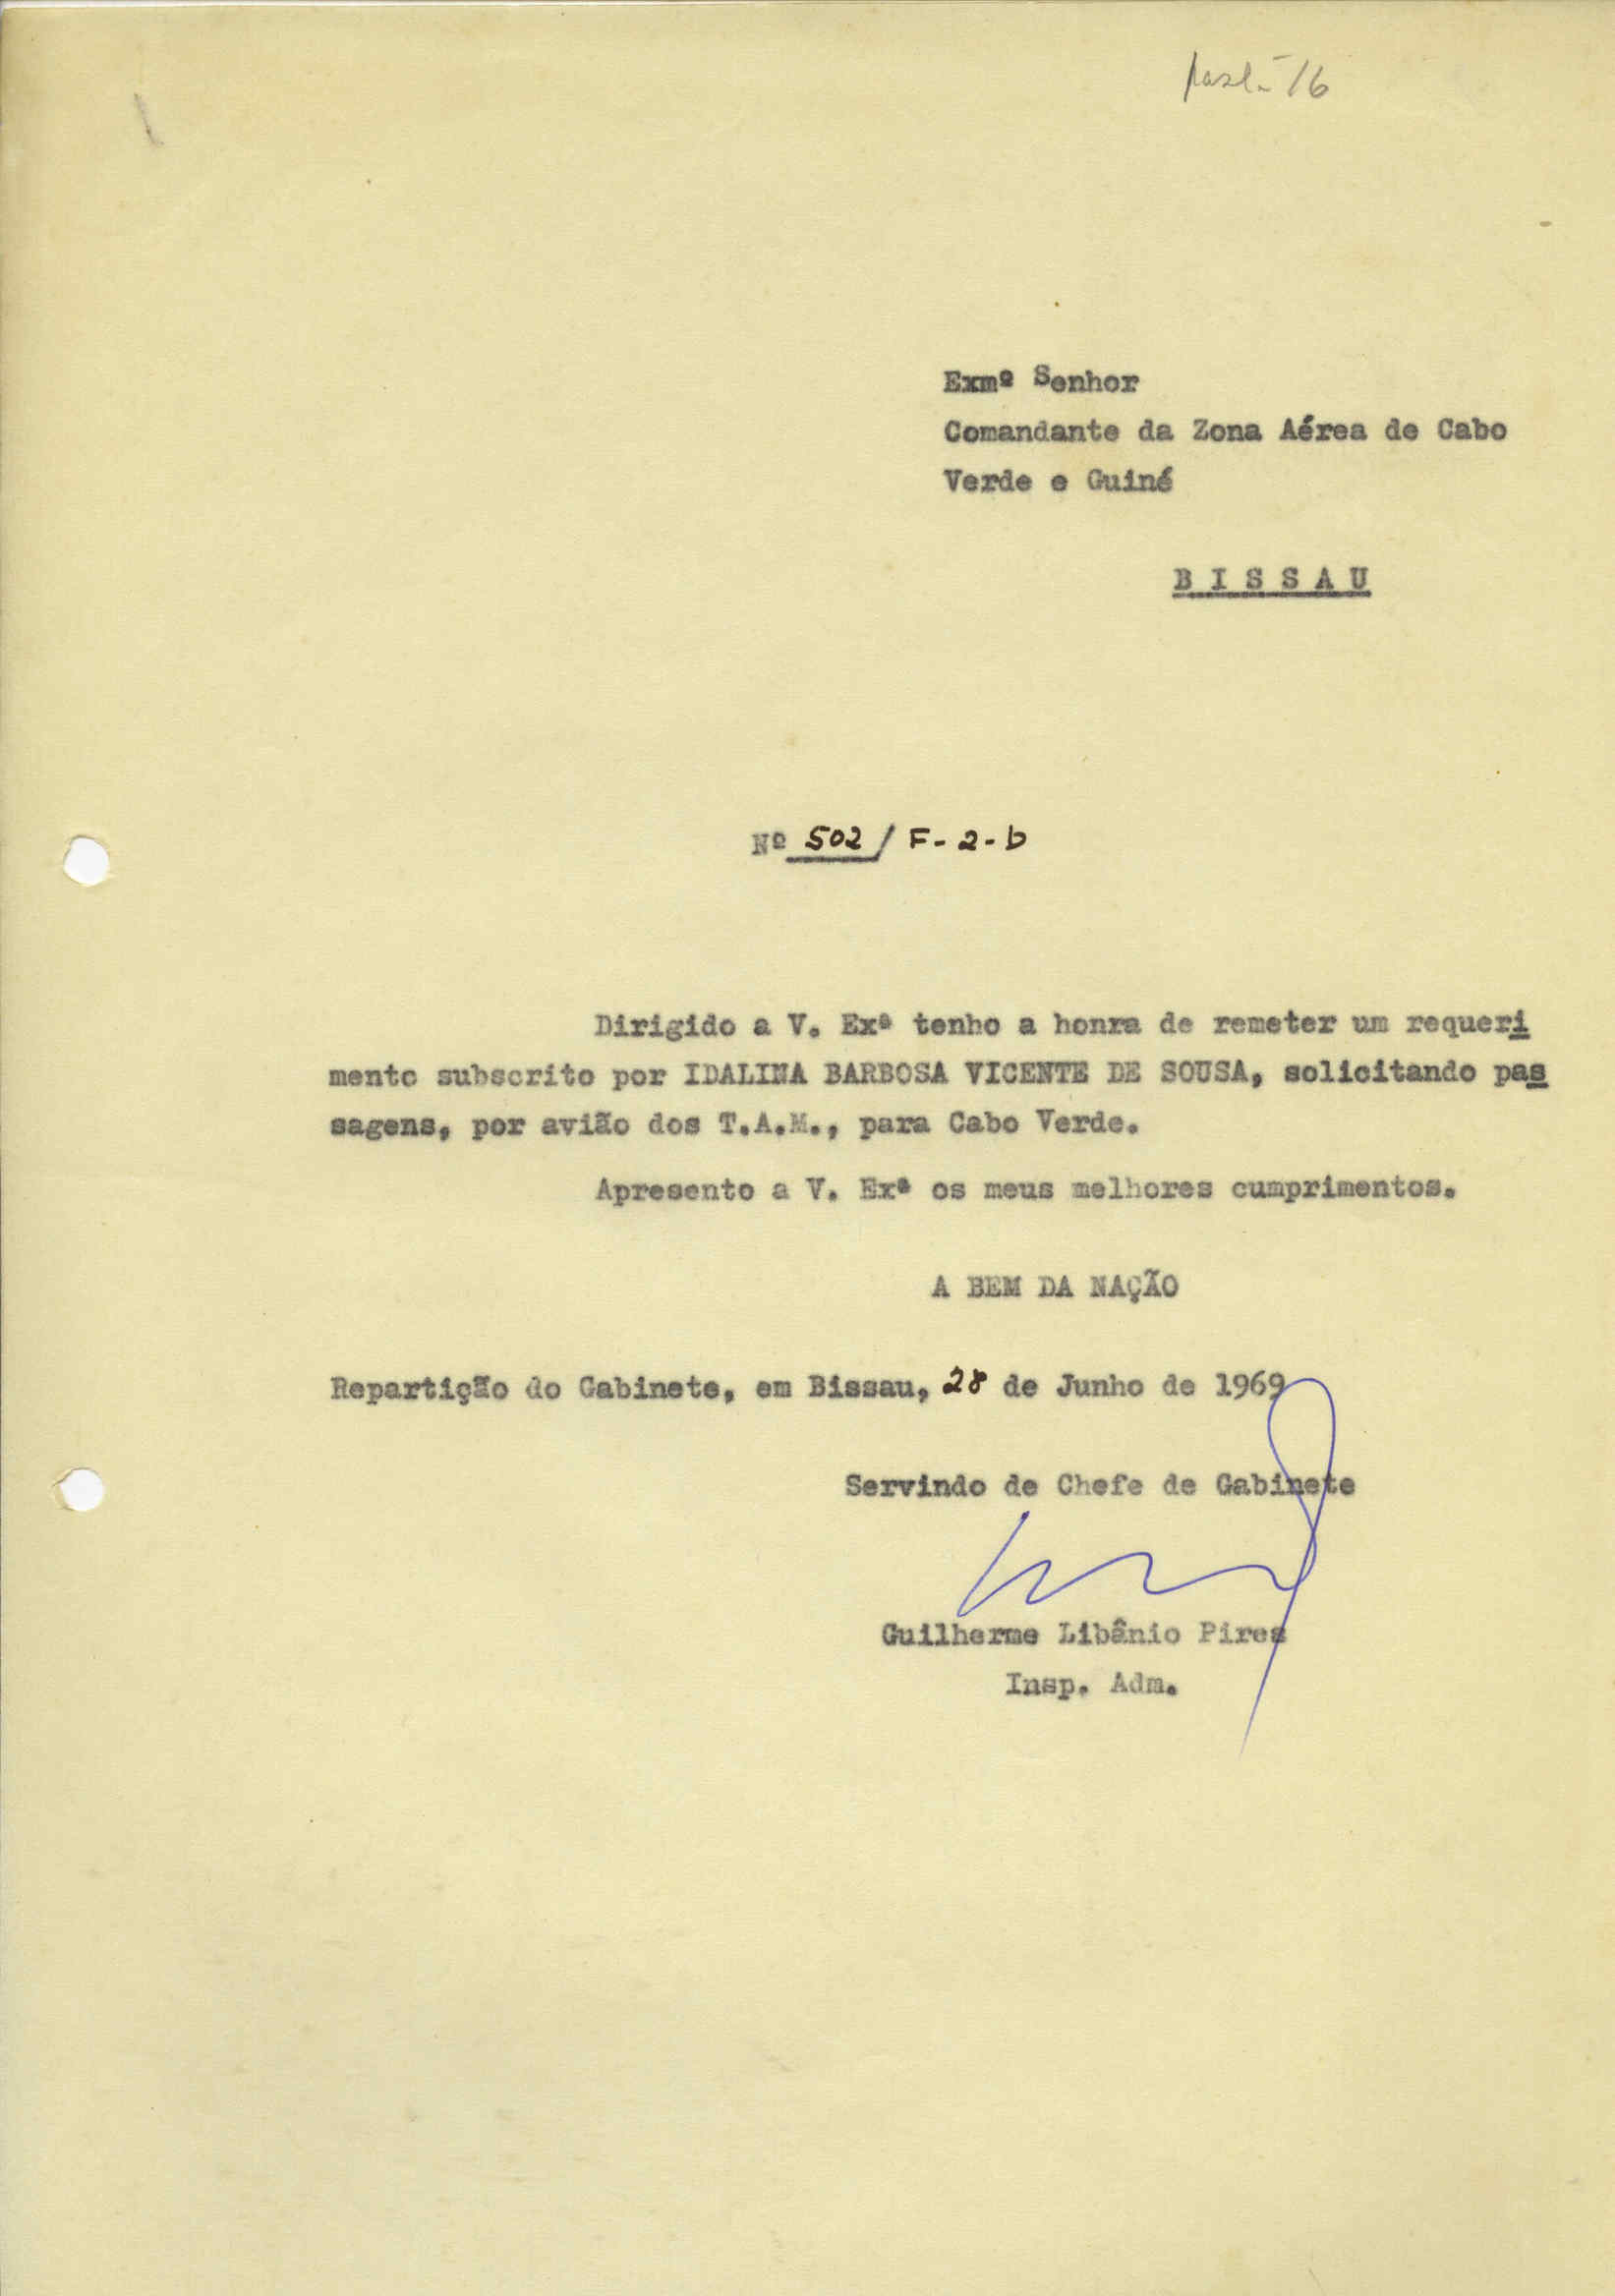 pasta 16
Exmº Senhor
Comandante da Zona Aérea de Cabo
Verde e Guiné
B I S S A U
Nº 502 / F-2-b
Dirigido a V. Exª tenho a honra de remeter um requeri
mento subscrito por IDALINA BARBOSA VICENTE DE SOUSA, solicitando pas
sagens, por avião dos T.A.M., para Cabo Verde.
Apresento a V. Exª os meus melhores cumprimentos.
A BEM DA NAÇÃO
Repartição do Gabinete, em Bissau, 28 de Junho de 1969
Servindo de Chefe de Gabinete
Guilherme Libânio Pires
Insp. Adm.